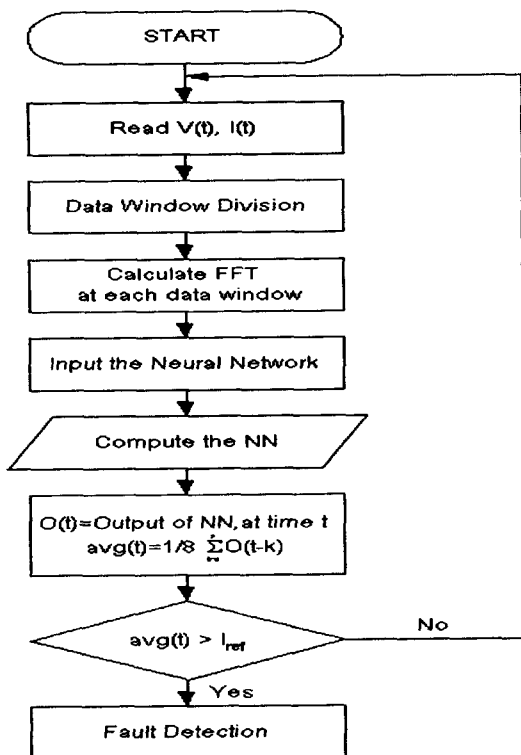 START
Read V(t), I(t)
Data Window Division
Calculate FFT
at each data window
Input the Neural Network
Compute the NN
O(t)=Output of NN, at time t
avg(t)=1/8 ΣO(t-k)
avg(t) > Iref
No
Yes
Fault Detection